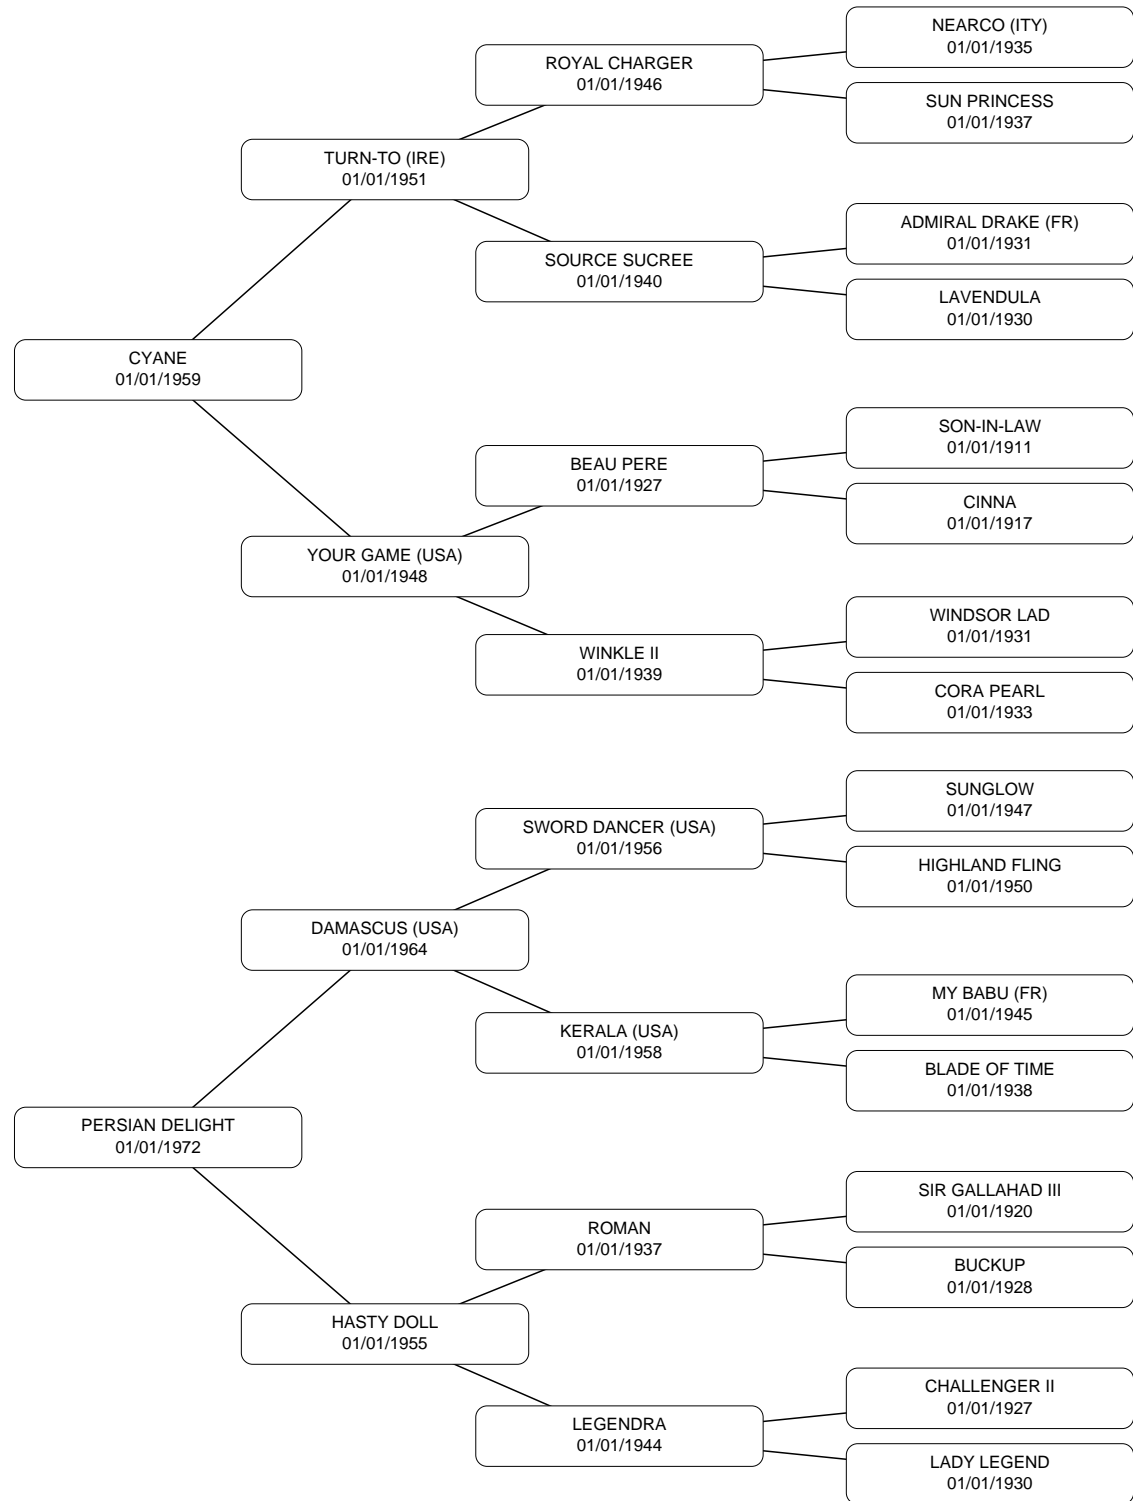 NEARCO (ITY)
01/01/1935
ROYAL CHARGER
01/01/1946
SUN PRINCESS
01/01/1937
TURN-TO (IRE)
01/01/1951
ADMIRAL DRAKE (FR)
01/01/1931
SOURCE SUCREE
01/01/1940
LAVENDULA
01/01/1930
CYANE
01/01/1959
SON-IN-LAW
01/01/1911
BEAU PERE
01/01/1927
CINNA
01/01/1917
YOUR GAME (USA)
01/01/1948
WINDSOR LAD
01/01/1931
WINKLE II
01/01/1939
CORA PEARL
01/01/1933
SUNGLOW
01/01/1947
SWORD DANCER (USA)
01/01/1956
HIGHLAND FLING
01/01/1950
DAMASCUS (USA)
01/01/1964
MY BABU (FR)
01/01/1945
KERALA (USA)
01/01/1958
BLADE OF TIME
01/01/1938
PERSIAN DELIGHT
01/01/1972
SIR GALLAHAD III
01/01/1920
ROMAN
01/01/1937
BUCKUP
01/01/1928
HASTY DOLL
01/01/1955
CHALLENGER II
01/01/1927
LEGENDRA
01/01/1944
LADY LEGEND
01/01/1930